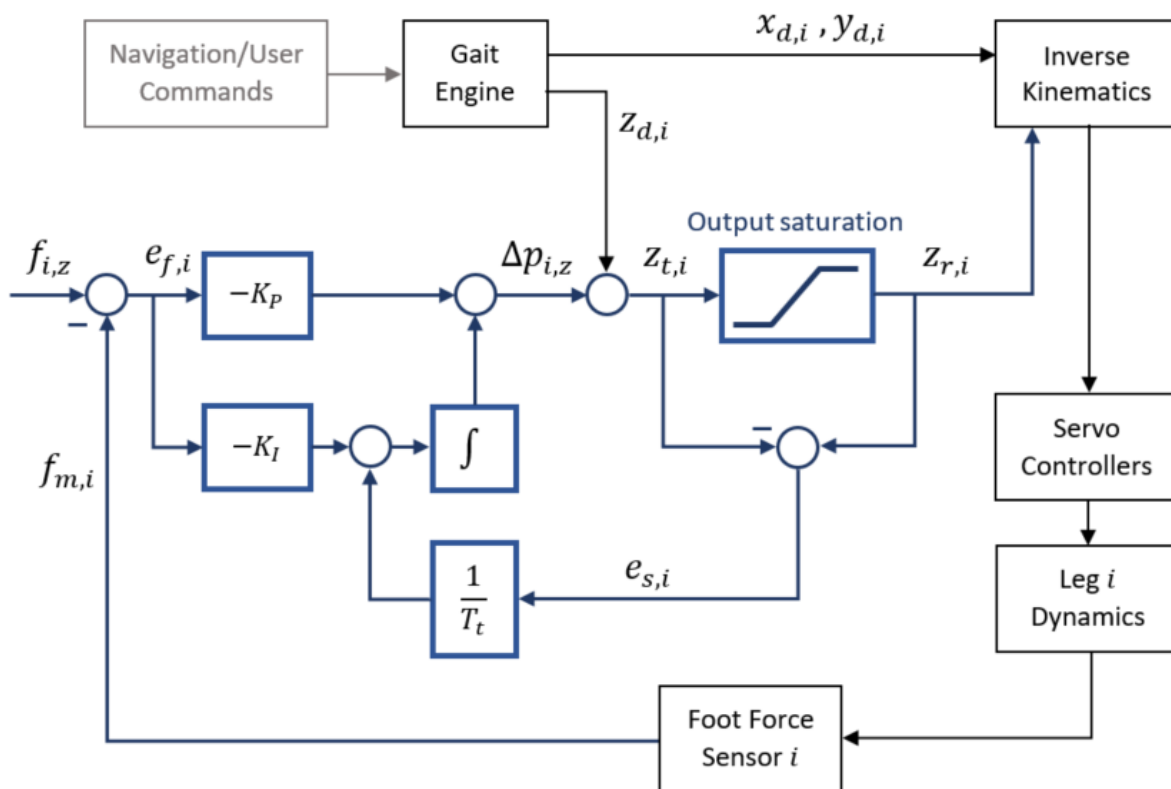 Navigation/User
Commands
Gait
Engine
x_{d,i} , y_{d,i}
Inverse
Kinematics
z_{d,i}
Output saturation
f_{i,z}
e_{f,i}
−K_P
Δp_{i,z}
z_{t,i}
z_{r,i}
−
−K_I
∫
−
Servo
Controllers
f_{m,i}
1
T_t
e_{s,i}
Leg i
Dynamics
Foot Force
Sensor i